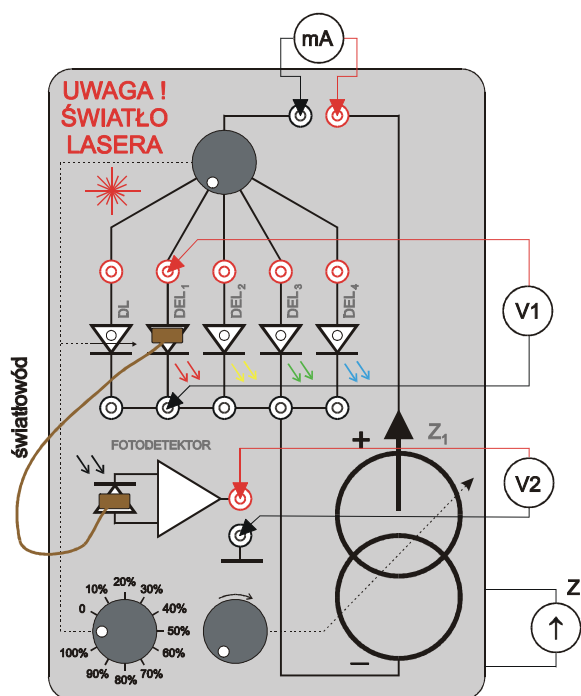 mA
UWAGA !
ŚWIATŁO
LASERA
DL
DEL1
DEL2
DEL3
DEL4
V1
światłowód
FOTODETEKTOR
+
Z1
V2
20%
10%
30%
0
40%
50%
100%
60%
90%
70%
80%
Z
−